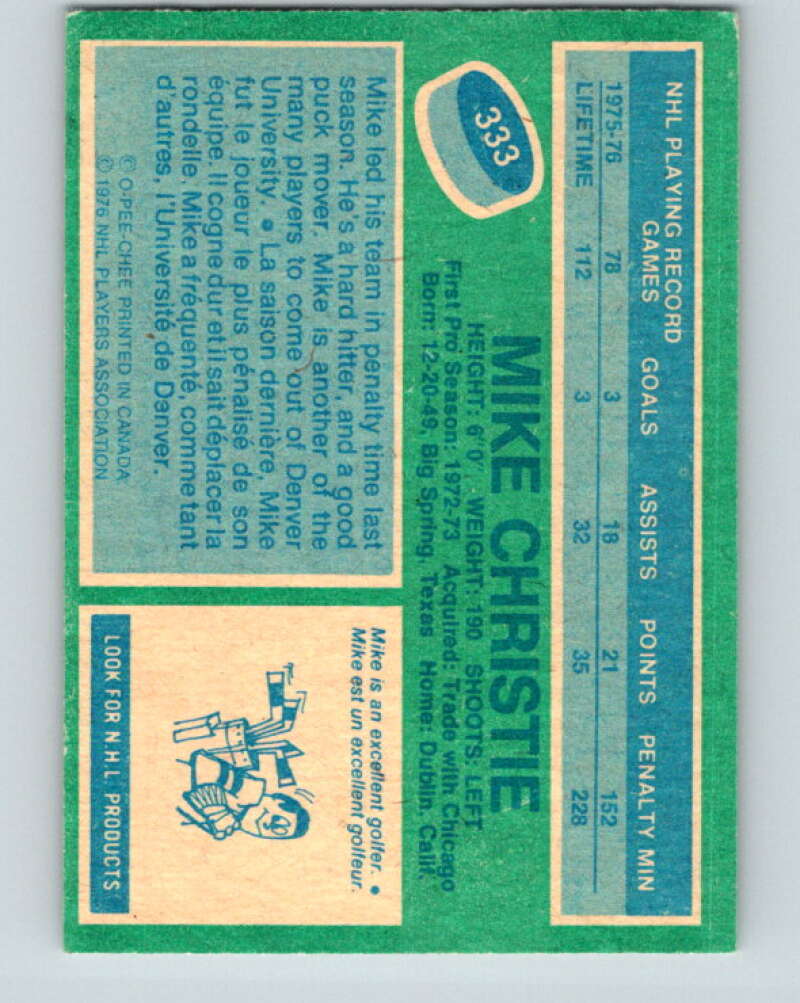 NHL PLAYING RECORD
GAMES GOALS ASSISTS POINTS PENALTY MIN
1975-76 78 3 18 21 152
LIFETIME 112 3 32 35 228
333
MIKE CHRISTIE
HEIGHT: 6'0" WEIGHT: 190 SHOOTS: LEFT
First Pro Season: 1972-73 Acquired: Trade with Chicago
Born: 12-20-49, Big Spring, Texas Home: Dublin, Calif.
Mike led his team in penalty time last
season. He's a hard hitter, and a good
puck mover. Mike is another of the
many players to come out of Denver
University. • La saison dernière, Mike
fut le joueur le plus pénalisé de son
équipe. Il cogne dur et il sait déplacer la
rondelle. Mike a fréquenté, comme tant
d'autres, l'Université de Denver.
© O-PEE-CHEE PRINTED IN CANADA
© 1976 NHL PLAYERS ASSOCIATION
Mike is an excellent golfer. •
Mike est un excellent golfeur.
LOOK FOR N.H.L PRODUCTS